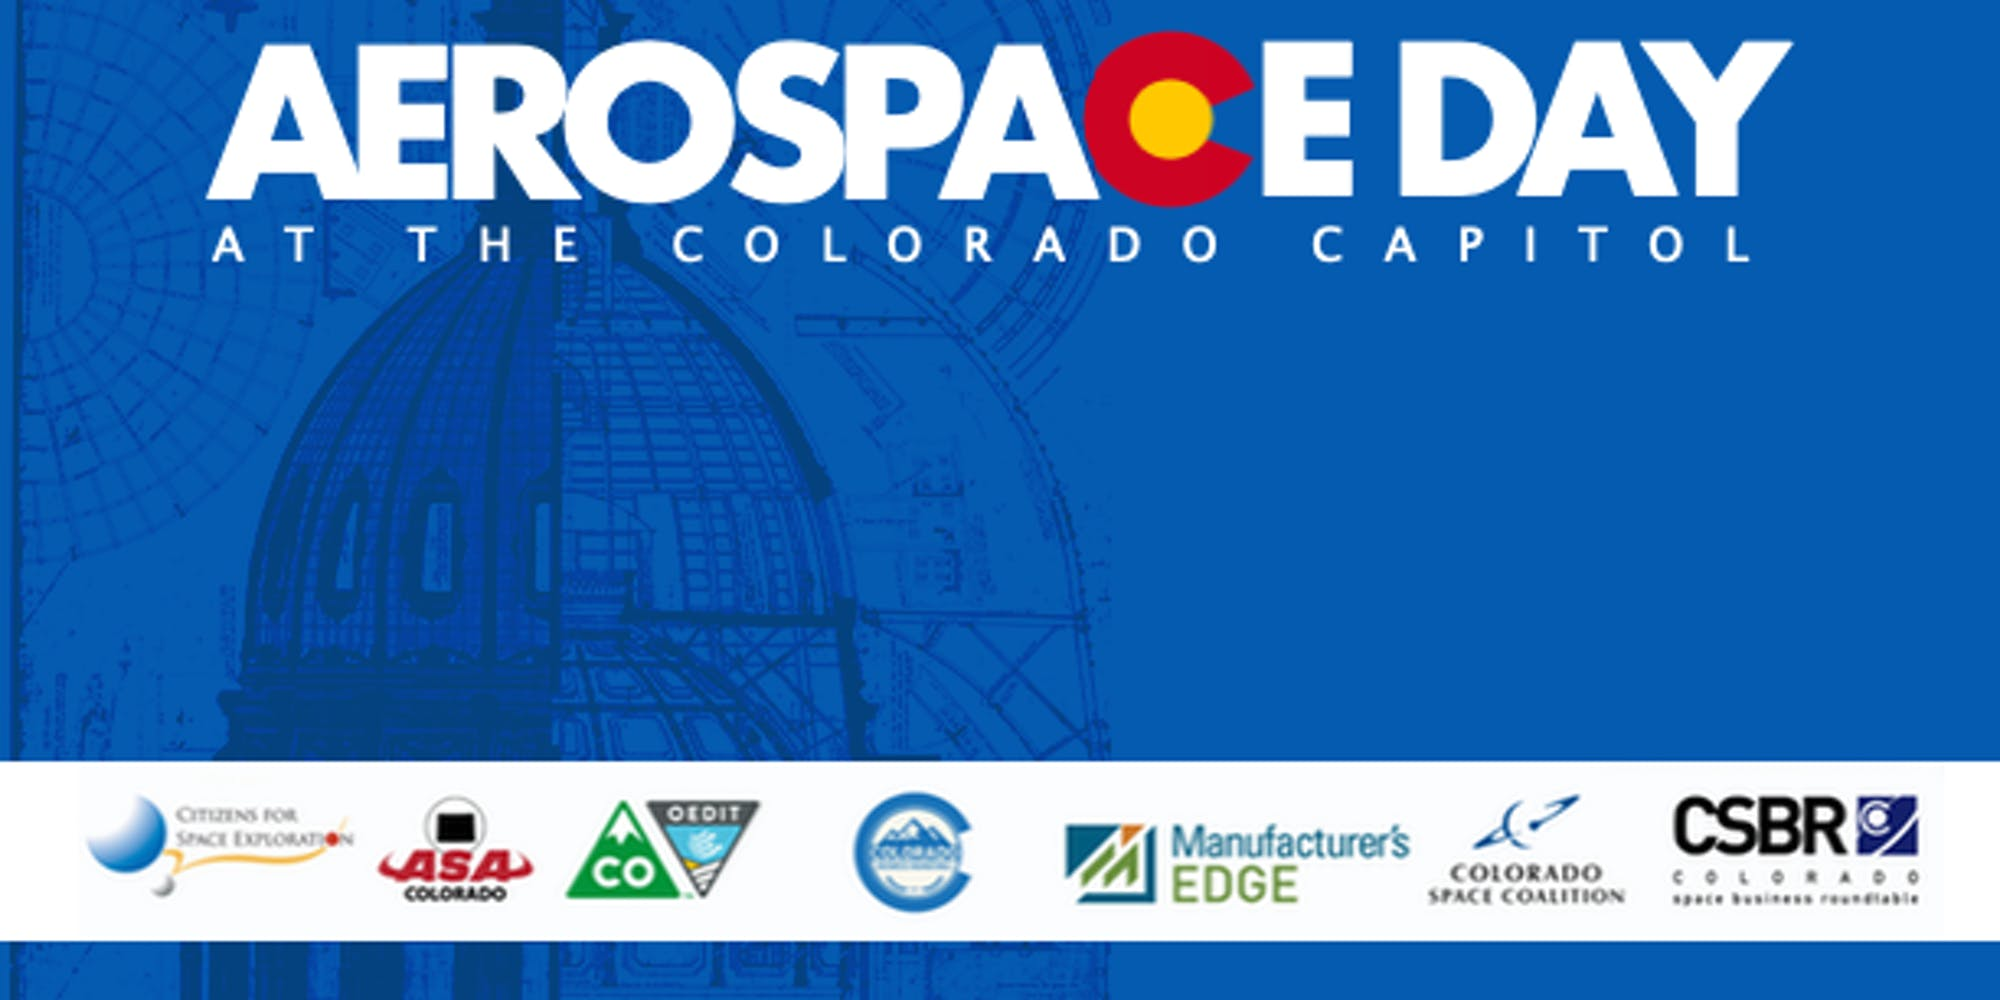 AEROSPACE DAY
AT THE COLORADO CAPITOL
CITIZENS FOR
SPACE EXPLORATION
ASA
COLORADO
CO
OEDIT
COLORADO
Manufacturer's
EDGE
COLORADO
SPACE COALITION
CSBR
COLORADO
space business roundtable